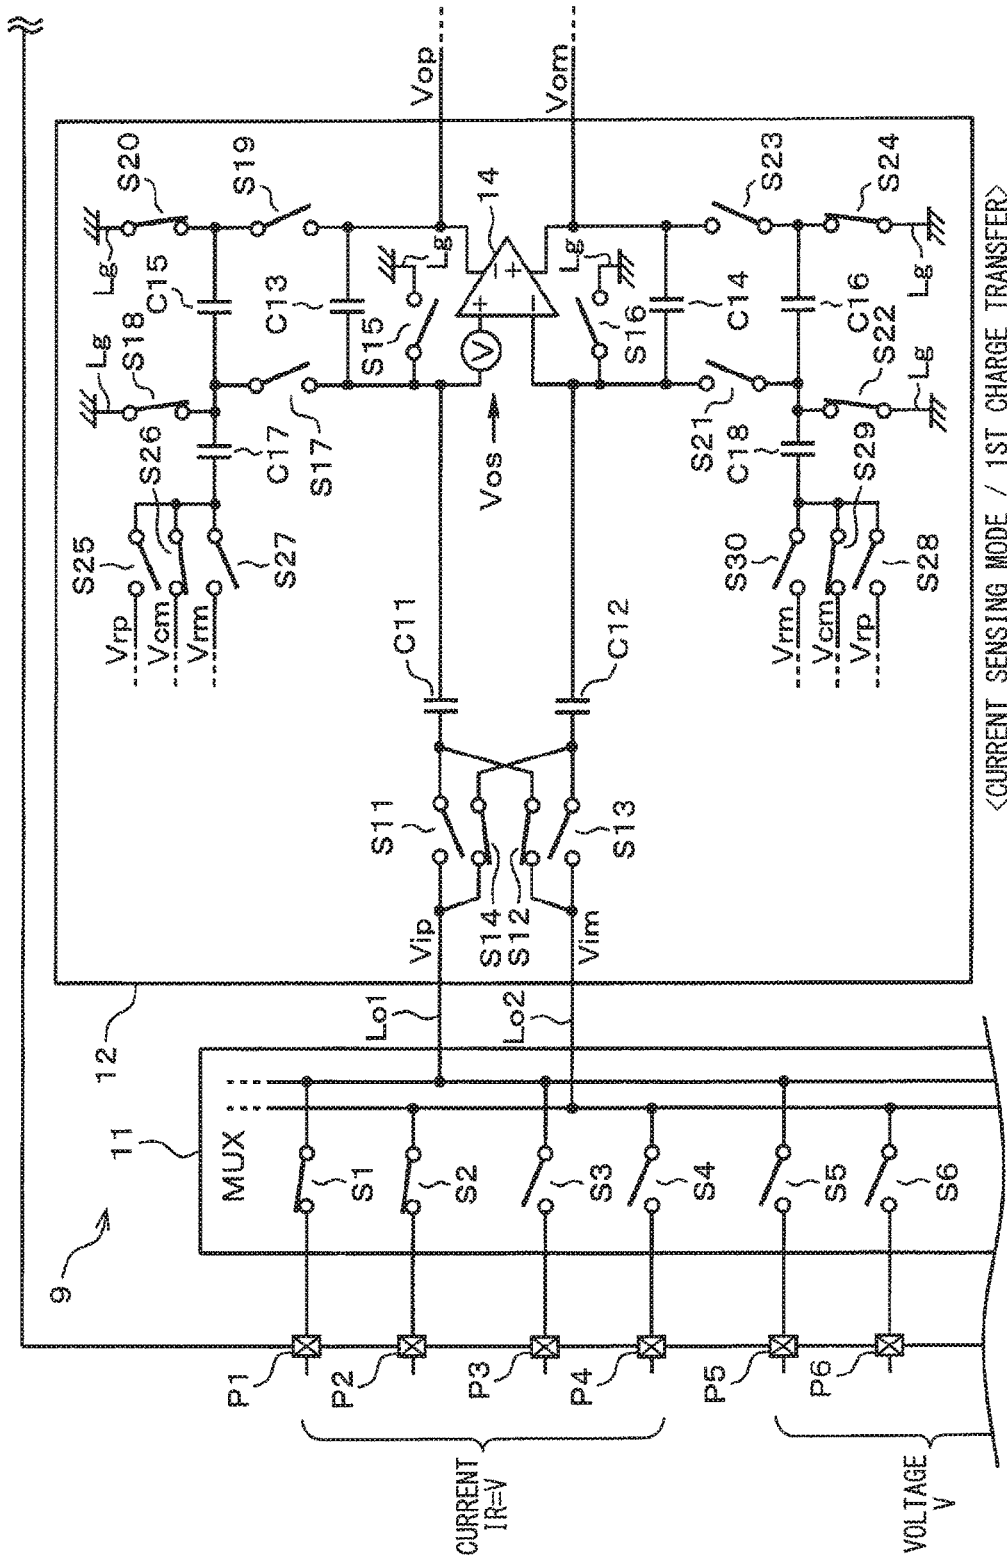 9
11
12
MUX
P1
P2
P3
P4
P5
P6
S1
S2
S3
S4
S5
S6
CURRENT
IR=V
VOLTAGE
V
Lo1
Lo2
Vip
Vim
S11
S14
S12
S13
C11
C12
Vrp
Vcm
Vrm
S25
S26
S27
C17
Lg
S18
C15
Lg
S20
S17
S19
C13
S15
Lg
V
Vos
+
−
−
+
14
Lg
S16
C14
S21
S23
C18
C16
S22
Lg
S24
Lg
S30
S29
S28
Vrm
Vcm
Vrp
Vop
Vom
<CURRENT SENSING MODE / 1ST CHARGE TRANSFER>